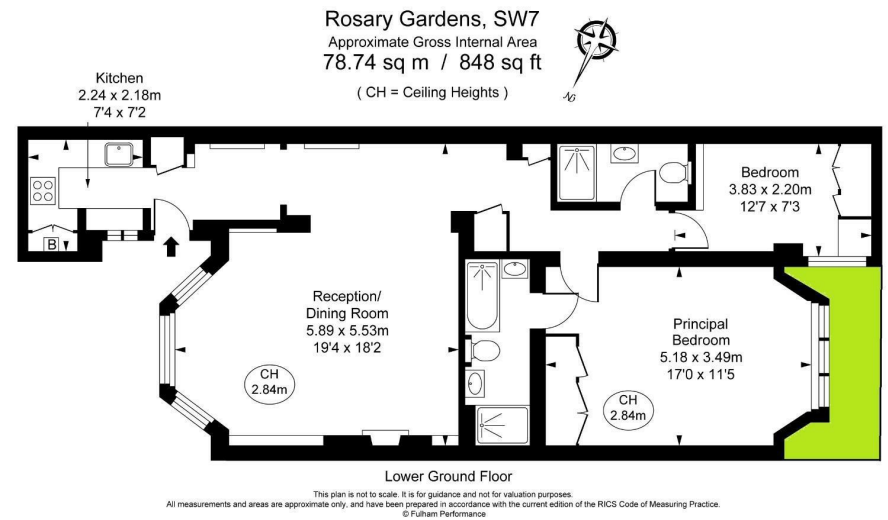 Rosary Gardens, SW7
Approximate Gross Internal Area
78.74 sq m / 848 sq ft
( CH = Ceiling Heights )
N
Kitchen
2.24 x 2.18m
7'4 x 7'2
B
Bedroom
3.83 x 2.20m
12'7 x 7'3
Reception/
Dining Room
5.89 x 5.53m
19'4 x 18'2
CH
2.84m
Principal
Bedroom
5.18 x 3.49m
17'0 x 11'5
CH
2.84m
Lower Ground Floor
This plan is not to scale. It is for guidance and not for valuation purposes.
All measurements and areas are approximate only, and have been prepared in accordance with the current edition of the RICS Code of Measuring Practice.
© Fulham Performance